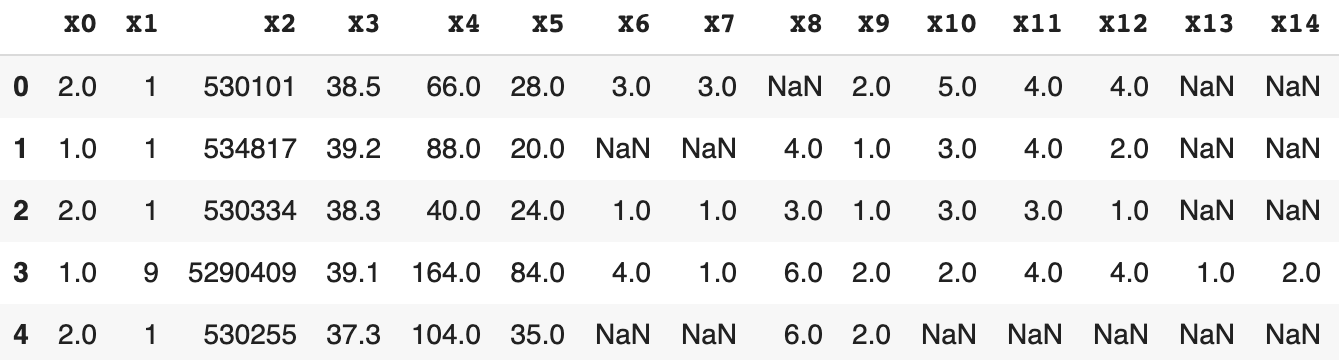 X0 X1 X2 X3 X4 X5 X6 X7 X8 X9 X10 X11 X12 X13 X14
0 2.0 1 530101 38.5 66.0 28.0 3.0 3.0 NaN 2.0 5.0 4.0 4.0 NaN NaN
1 1.0 1 534817 39.2 88.0 20.0 NaN NaN 4.0 1.0 3.0 4.0 2.0 NaN NaN
2 2.0 1 530334 38.3 40.0 24.0 1.0 1.0 3.0 1.0 3.0 3.0 1.0 NaN NaN
3 1.0 9 5290409 39.1 164.0 84.0 4.0 1.0 6.0 2.0 2.0 4.0 4.0 1.0 2.0
4 2.0 1 530255 37.3 104.0 35.0 NaN NaN 6.0 2.0 NaN NaN NaN NaN NaN